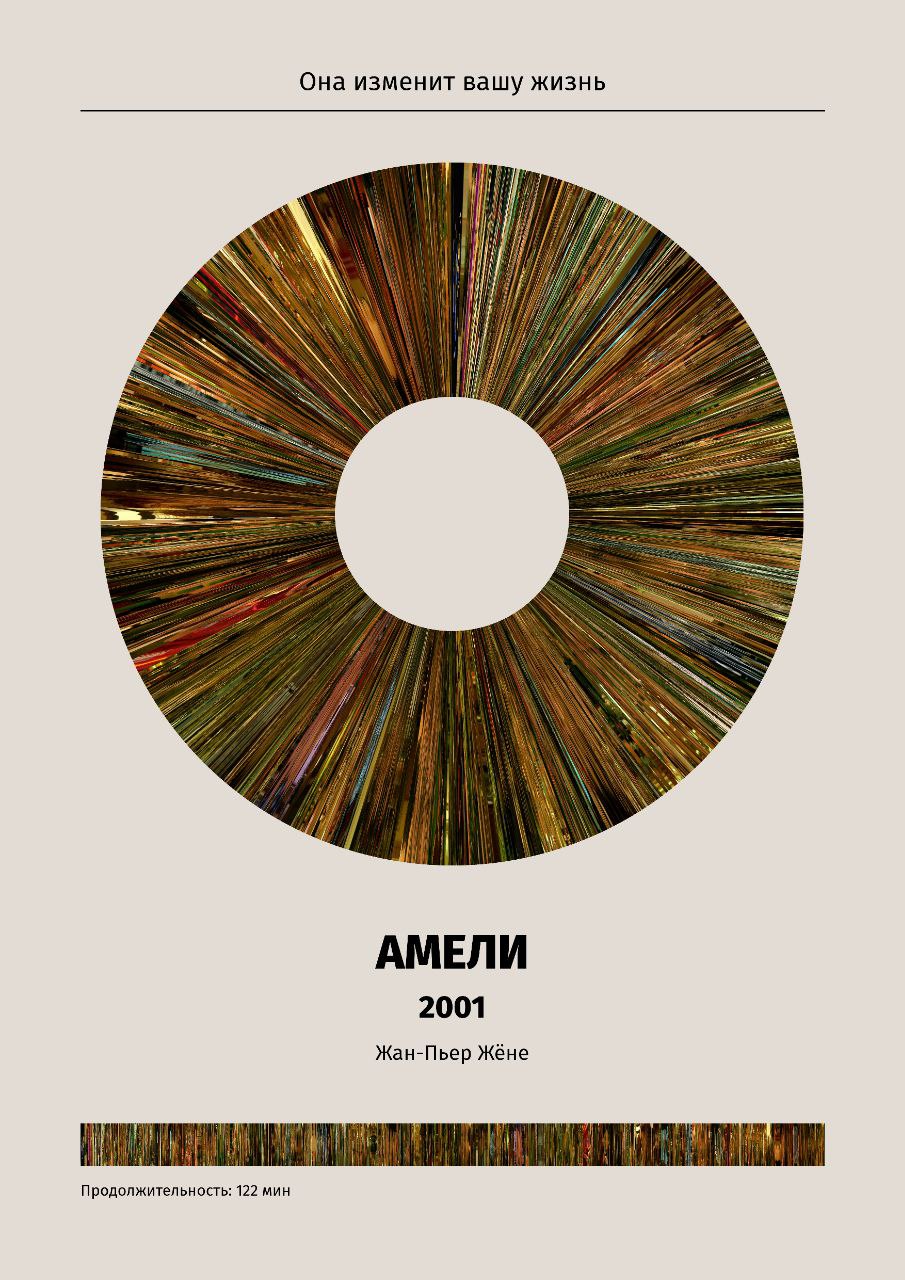 Она изменит вашу жизнь
АМЕЛИ
2001
Жан-Пьер Жёне
Продолжительность: 122 мин